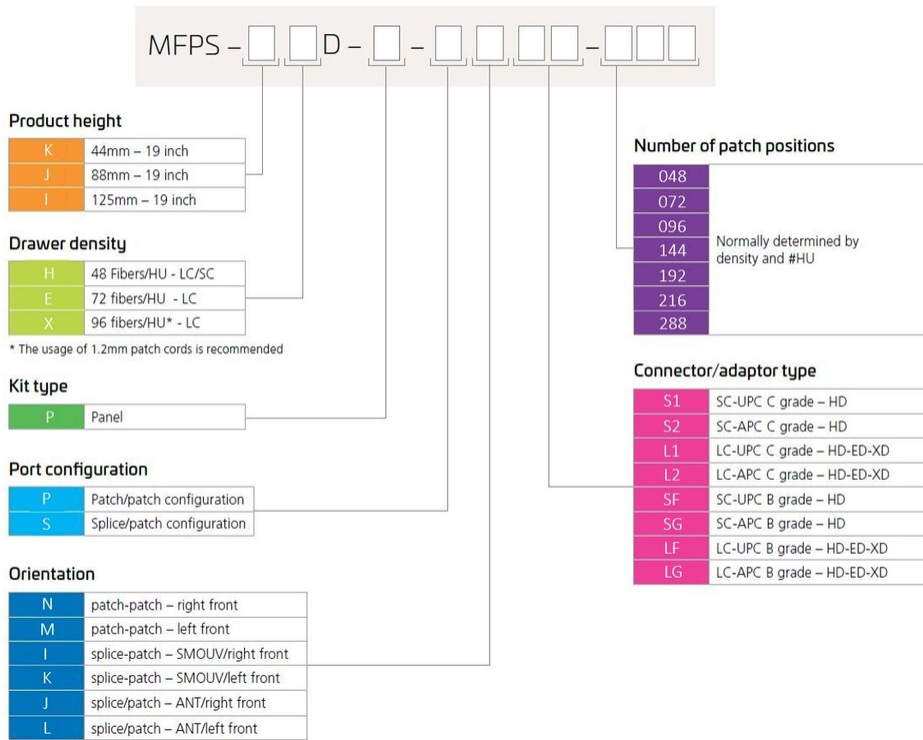 MFPS – D – – –
Product height
K 44mm – 19 inch
J 88mm – 19 inch
I 125mm – 19 inch
Drawer density
H 48 Fibers/HU - LC/SC
E 72 fibers/HU - LC
X 96 fibers/HU* - LC
* The usage of 1.2mm patch cords is recommended
Kit type
P Panel
Port configuration
P Patch/patch configuration
S Splice/patch configuration
Orientation
N patch-patch – right front
M patch-patch – left front
I splice-patch – SMOUV/right front
K splice-patch – SMOUV/left front
J splice/patch – ANT/right front
L splice/patch – ANT/left front
Number of patch positions
048
072
096
144
192
216
288
Normally determined by
density and #HU
Connector/adaptor type
S1 SC-UPC C grade – HD
S2 SC-APC C grade – HD
L1 LC-UPC C grade – HD-ED-XD
L2 LC-APC C grade – HD-ED-XD
SF SC-UPC B grade – HD
SG SC-APC B grade – HD
LF LC-UPC B grade – HD-ED-XD
LG LC-APC B grade – HD-ED-XD